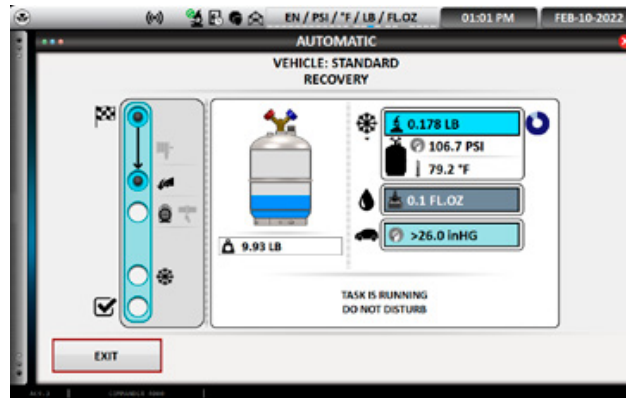 EN / PSI / °F / LB / FL.OZ 01:01 PM FEB-10-2022
AUTOMATIC
VEHICLE: STANDARD
RECOVERY
0.178 LB
106.7 PSI
79.2 °F
0.1 FL.OZ
9.93 LB
>26.0 inHG
TASK IS RUNNING
DO NOT DISTURB
EXIT